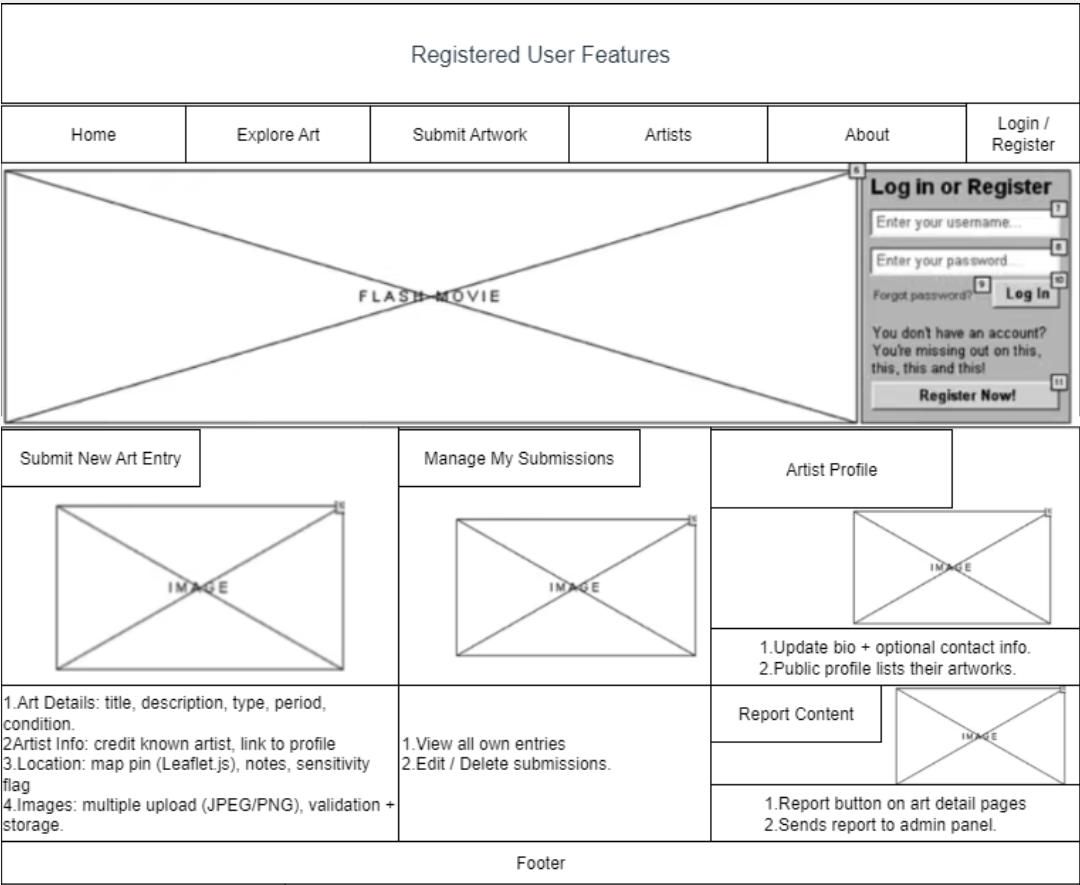 Registered User Features
Home
Explore Art
Submit Artwork
Artists
About
Login /
Register
FLASH MOVIE
6
Log in or Register
7
Enter your username...
8
Enter your password
9
10
Forgot password?
Log In
You don't have an account?
You're missing out on this,
this, this and this!
11
Register Now!
Submit New Art Entry
IMAGE
1.Art Details: title, description, type, period,
condition.
2Artist Info: credit known artist, link to profile
3.Location: map pin (Leaflet.js), notes, sensitivity
flag
4.Images: multiple upload (JPEG/PNG), validation +
storage.
Manage My Submissions
IMAGE
1.View all own entries
2.Edit / Delete submissions.
Artist Profile
IMAGE
1.Update bio + optional contact info.
2.Public profile lists their artworks.
Report Content
IMAGE
1.Report button on art detail pages
2.Sends report to admin panel.
Footer